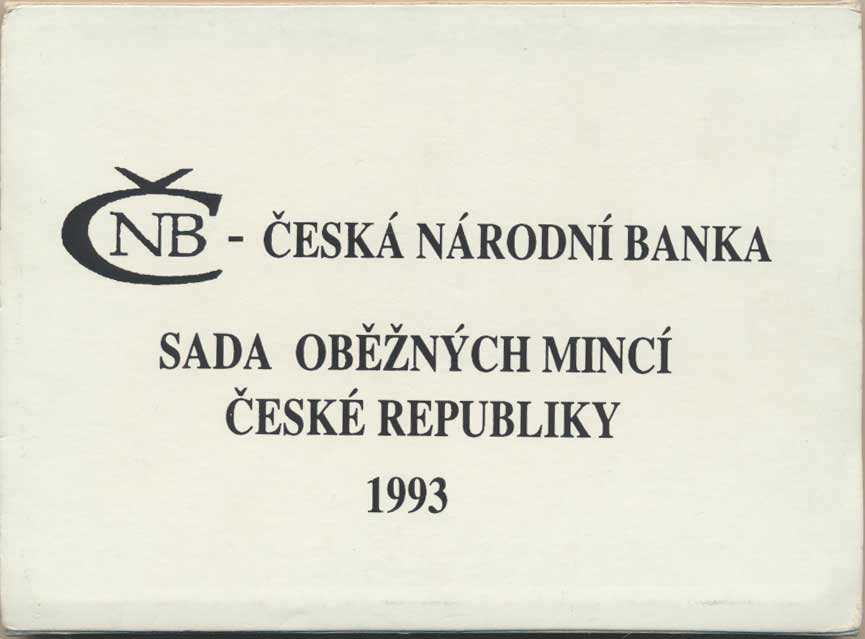 ČNB - ČESKÁ NÁRODNÍ BANKA
SADA OBĚŽNÝCH MINCÍ
ČESKÉ REPUBLIKY
1993